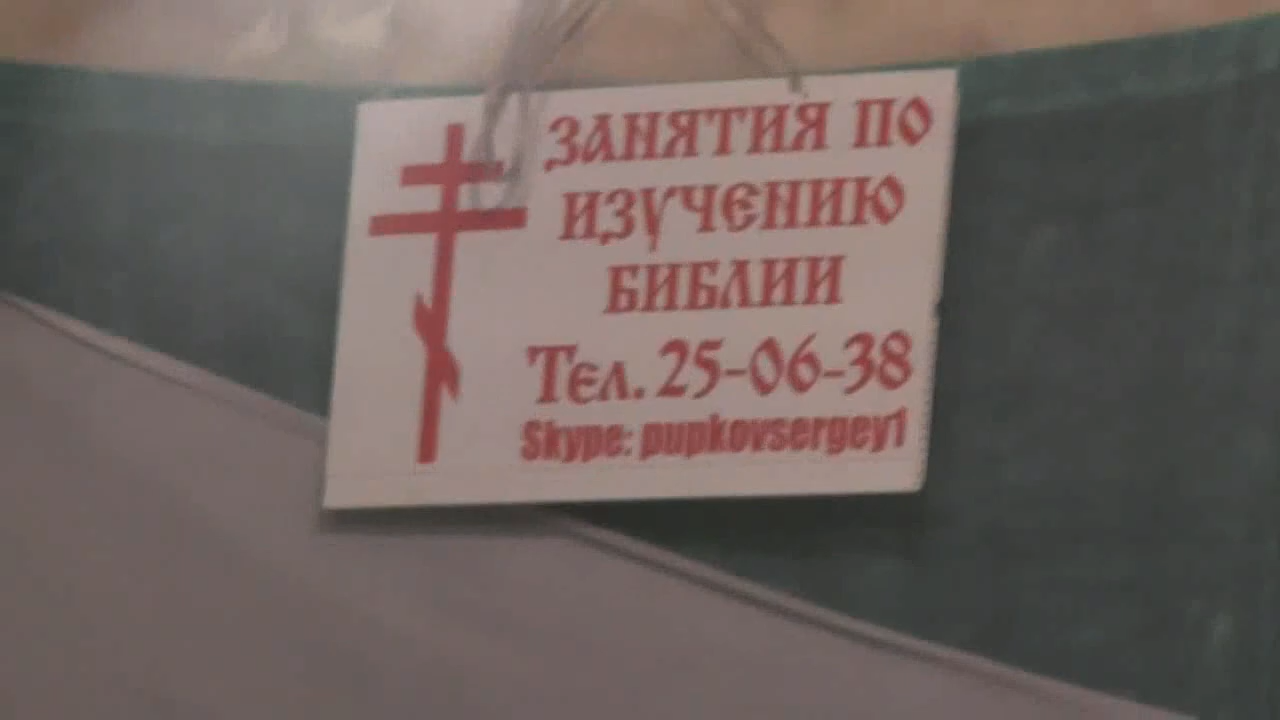 ЗАНЯТИЯ ПО
ИЗУЧЕНИЮ
БИБЛИИ
Тел. 25-06-38
Skype: pupkovsergey1